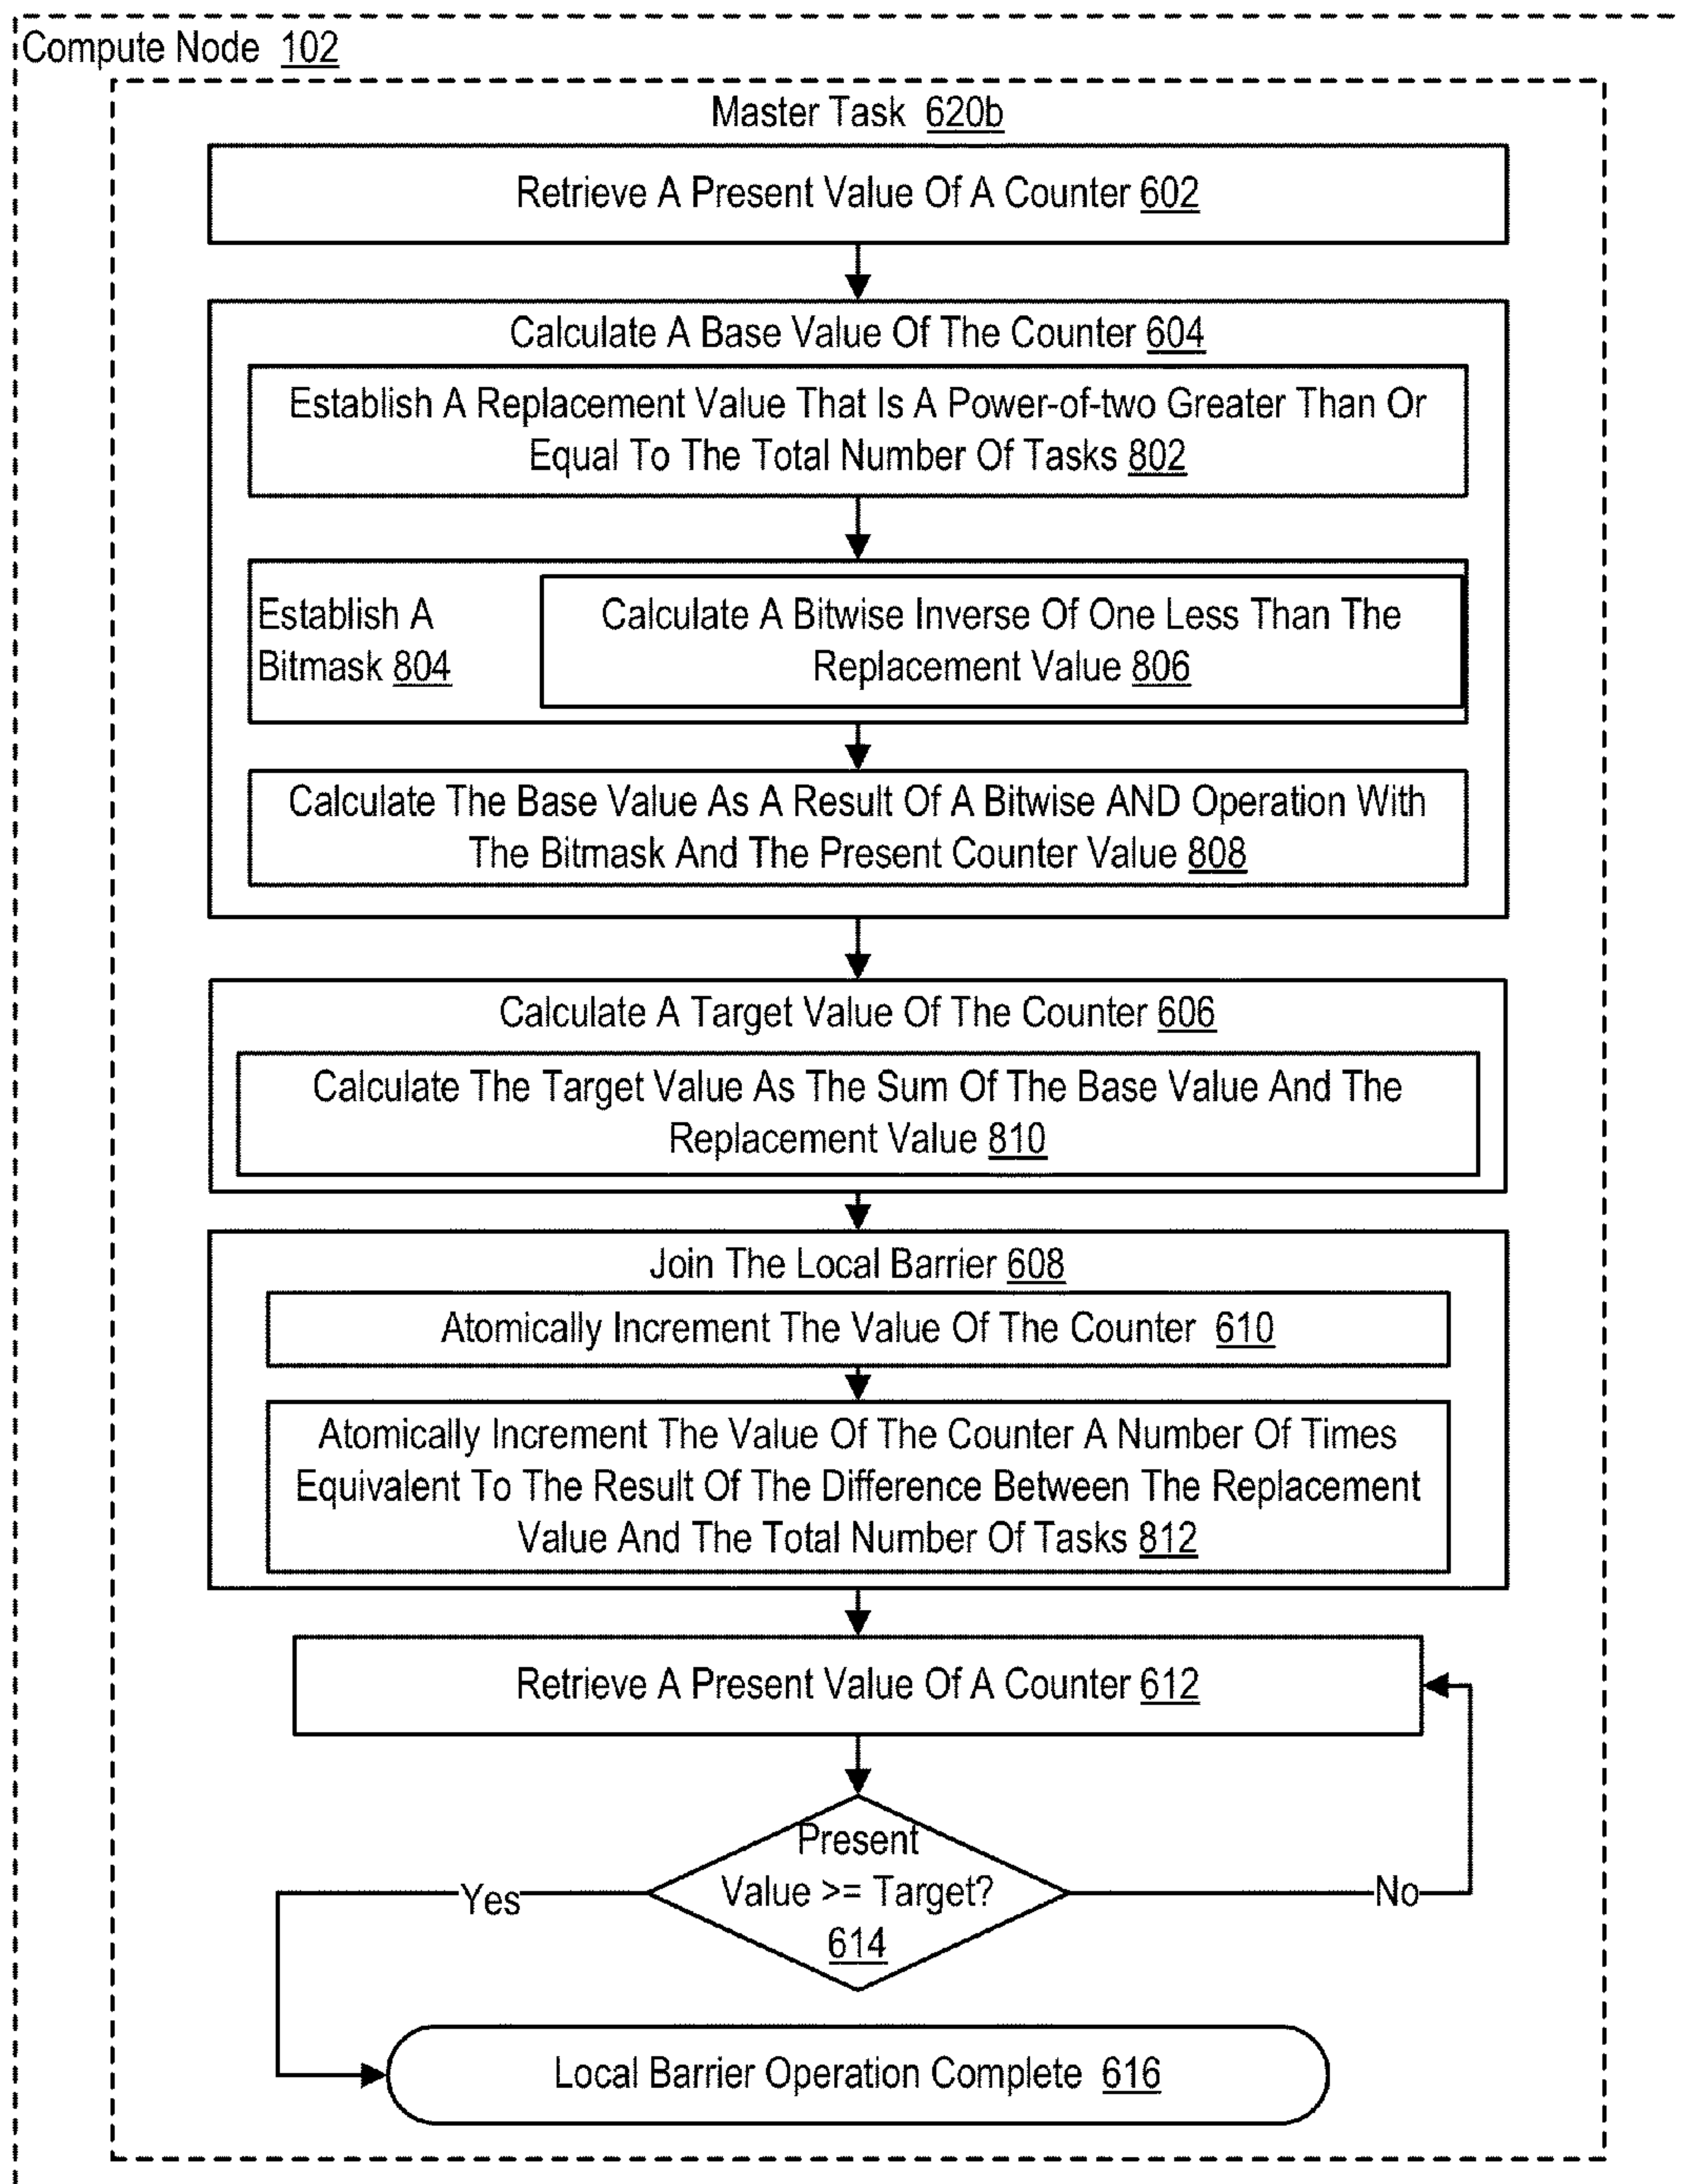 Compute Node 102
Master Task 620b
Retrieve A Present Value Of A Counter 602
Calculate A Base Value Of The Counter 604
Establish A Replacement Value That Is A Power-of-two Greater Than Or
Equal To The Total Number Of Tasks 802
Establish A
Bitmask 804
Calculate A Bitwise Inverse Of One Less Than The
Replacement Value 806
Calculate The Base Value As A Result Of A Bitwise AND Operation With
The Bitmask And The Present Counter Value 808
Calculate A Target Value Of The Counter 606
Calculate The Target Value As The Sum Of The Base Value And The
Replacement Value 810
Join The Local Barrier 608
Atomically Increment The Value Of The Counter 610
Atomically Increment The Value Of The Counter A Number Of Times
Equivalent To The Result Of The Difference Between The Replacement
Value And The Total Number Of Tasks 812
Retrieve A Present Value Of A Counter 612
Present
Value >= Target?
614
Yes
No
Local Barrier Operation Complete 616